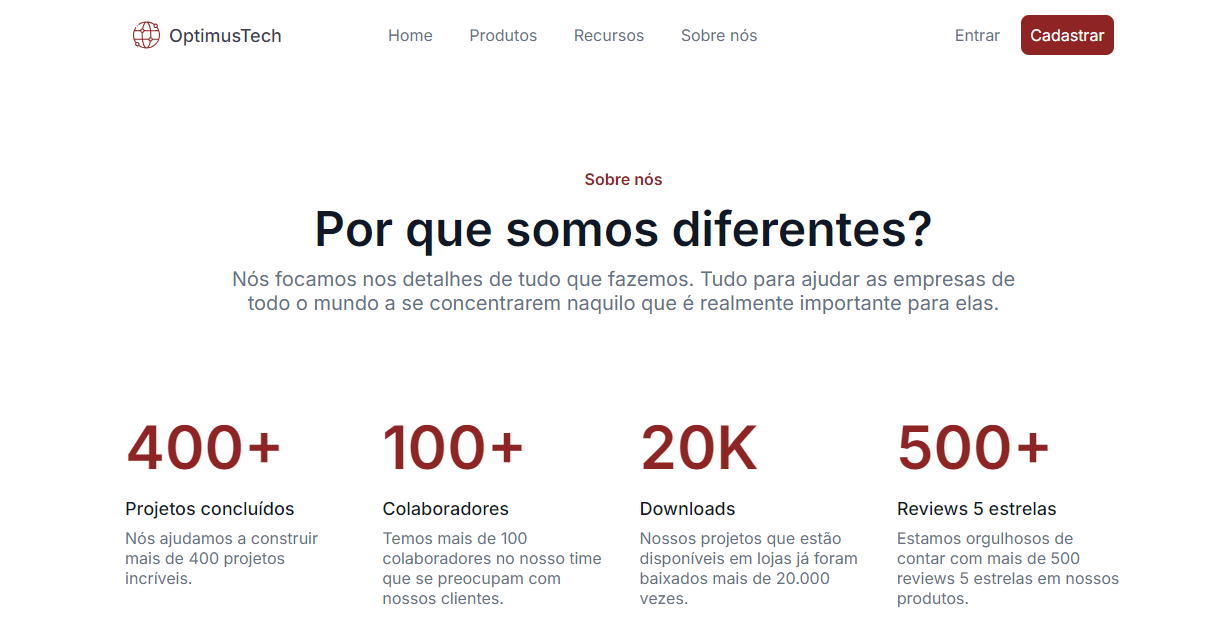 OptimusTech
Home
Produtos
Recursos
Sobre nós
Entrar
Cadastrar
Sobre nós
Por que somos diferentes?
Nós focamos nos detalhes de tudo que fazemos. Tudo para ajudar as empresas de
todo o mundo a se concentrarem naquilo que é realmente importante para elas.
400+
Projetos concluídos
Nós ajudamos a construir
mais de 400 projetos
incríveis.
100+
Colaboradores
Temos mais de 100
colaboradores no nosso time
que se preocupam com
nossos clientes.
20K
Downloads
Nossos projetos que estão
disponíveis em lojas já foram
baixados mais de 20.000
vezes.
500+
Reviews 5 estrelas
Estamos orgulhosos de
contar com mais de 500
reviews 5 estrelas em nossos
produtos.